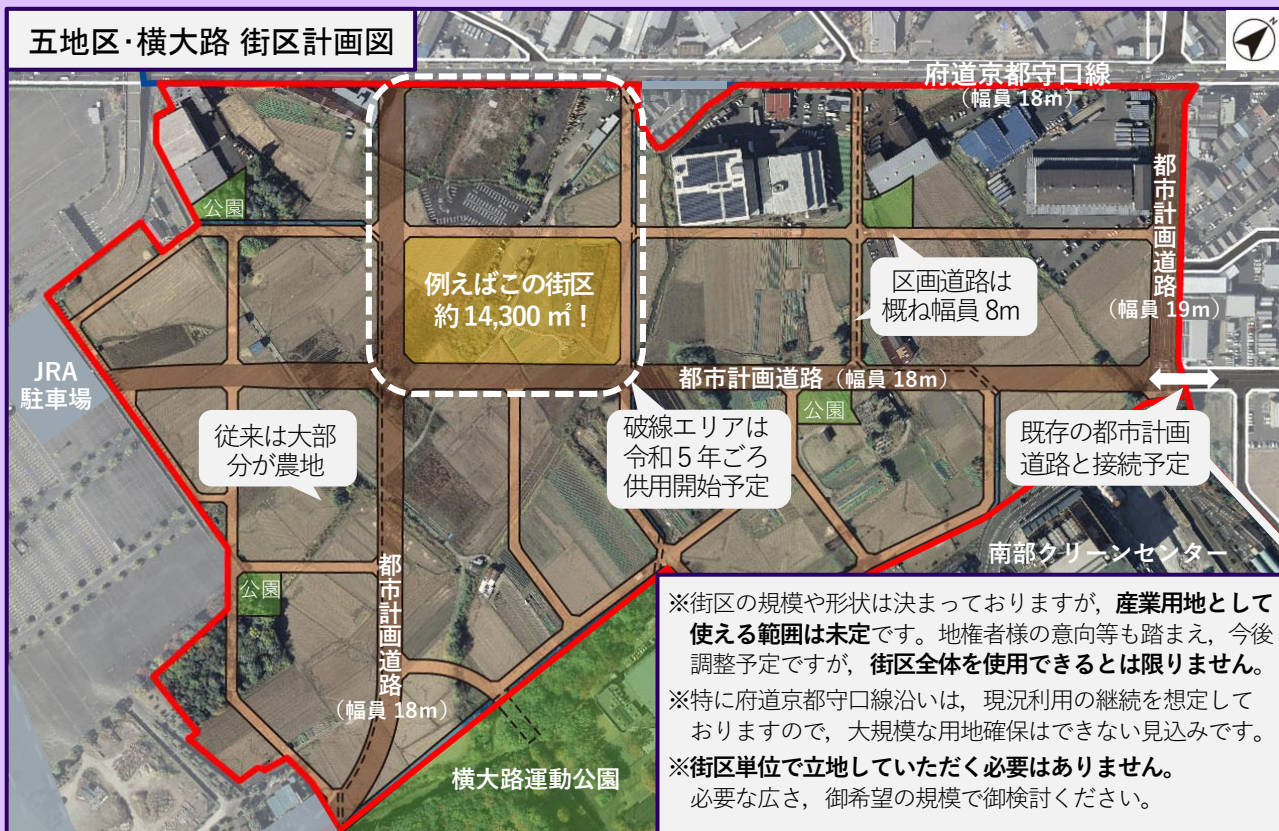 五地区・横大路 街区計画図
N
府道京都守口線
（幅員 18m）
都市計画道路
（幅員 19m）
公園
例えばこの街区
約 14,300 ㎡！
区画道路は
概ね幅員 8m
JRA
駐車場
都市計画道路（幅員 18m）
公園
従来は大部
分が農地
破線エリアは
令和５年ごろ
供用開始予定
既存の都市計画
道路と接続予定
南部クリーンセンター
公園
都市計画道路
（幅員 18m）
横大路運動公園
※街区の規模や形状は決まっておりますが，産業用地として
使える範囲は未定です。地権者様の意向等も踏まえ，今後
調整予定ですが，街区全体を使用できるとは限りません。
※特に府道京都守口線沿いは，現況利用の継続を想定して
おりますので，大規模な用地確保はできない見込みです。
※街区単位で立地していただく必要はありません。
必要な広さ，御希望の規模で御検討ください。